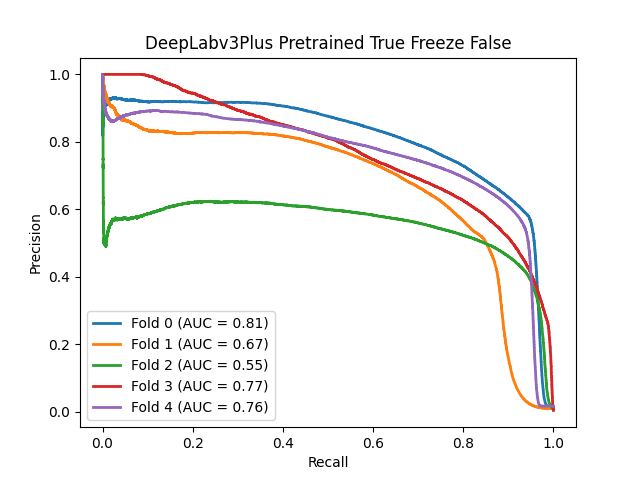 DeepLabv3Plus Pretrained True Freeze False
1.0
0.8
0.6
0.4
0.2
0.0
Precision
Fold 0 (AUC = 0.81)
Fold 1 (AUC = 0.67)
Fold 2 (AUC = 0.55)
Fold 3 (AUC = 0.77)
Fold 4 (AUC = 0.76)
0.0 0.2 0.4 0.6 0.8 1.0
Recall